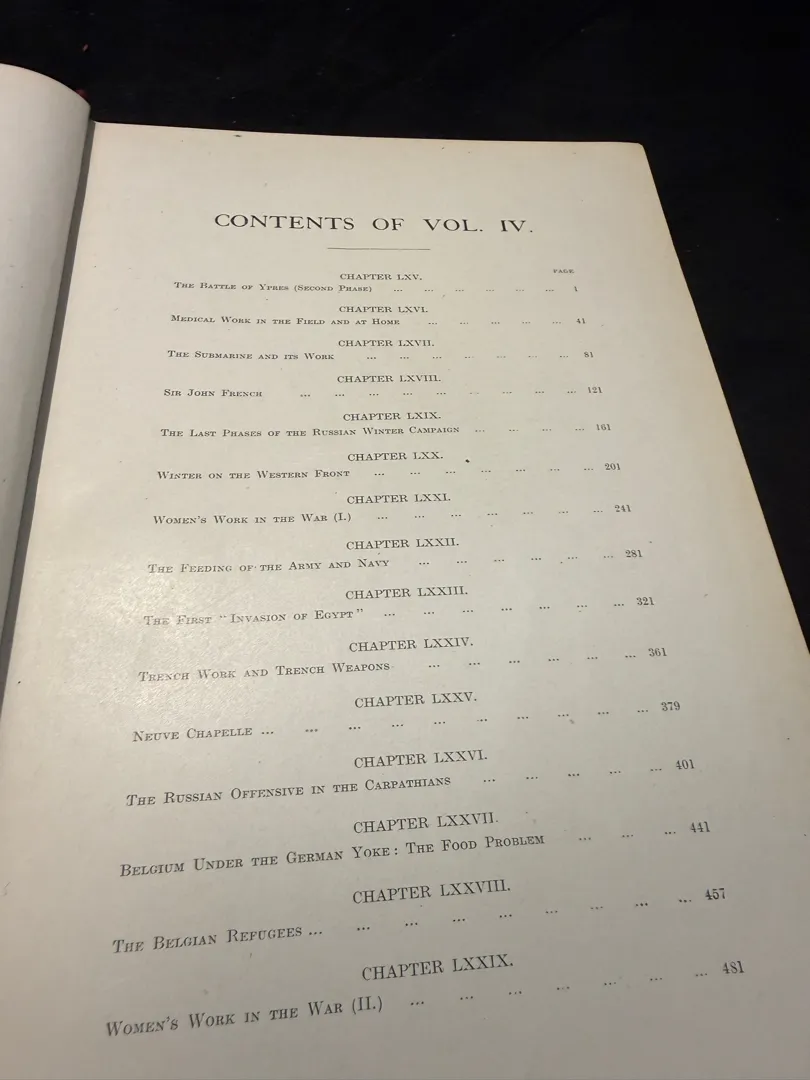 CONTENTS OF VOL. IV.
PAGE
CHAPTER LXV.
The Battle of Ypres (Second Phase) ... ... ... ... ... ... 1
CHAPTER LXVI.
Medical Work in the Field and at Home ... ... ... ... ... 41
CHAPTER LXVII.
The Submarine and its Work ... ... ... ... ... ... ... 81
CHAPTER LXVIII.
Sir John French ... ... ... ... ... ... ... ... ... 121
CHAPTER LXIX.
The Last Phases of the Russian Winter Campaign ... ... ... ... 161
CHAPTER LXX.
Winter on the Western Front ... ... ... ... ... ... ... 201
CHAPTER LXXI.
Women's Work in the War (I.) ... ... ... ... ... ... ... 241
CHAPTER LXXII.
The Feeding of the Army and Navy ... ... ... ... ... ... 281
CHAPTER LXXIII.
The First "Invasion of Egypt" ... ... ... ... ... ... ... 321
CHAPTER LXXIV.
Trench Work and Trench Weapons ... ... ... ... ... ... 361
CHAPTER LXXV.
Neuve Chapelle ... ... ... ... ... ... ... ... ... ... 379
CHAPTER LXXVI.
The Russian Offensive in the Carpathians ... ... ... ... ... 401
CHAPTER LXXVII.
Belgium Under the German Yoke: The Food Problem ... ... ... 441
CHAPTER LXXVIII.
The Belgian Refugees ... ... ... ... ... ... ... ... ... 457
CHAPTER LXXIX.
Women's Work in the War (II.) ... ... ... ... ... ... ... 481